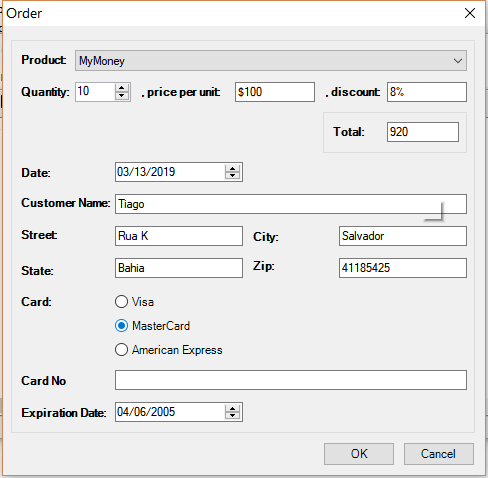 Order
Product: MyMoney
Quantity: 10 , price per unit: $100 , discount: 8%
Total: 920
Date: 03/13/2019
Customer Name: Tiago
Street: Rua K City: Salvador
State: Bahia Zip: 41185425
Card: Visa
MasterCard
American Express
Card No
Expiration Date: 04/06/2005
OK Cancel